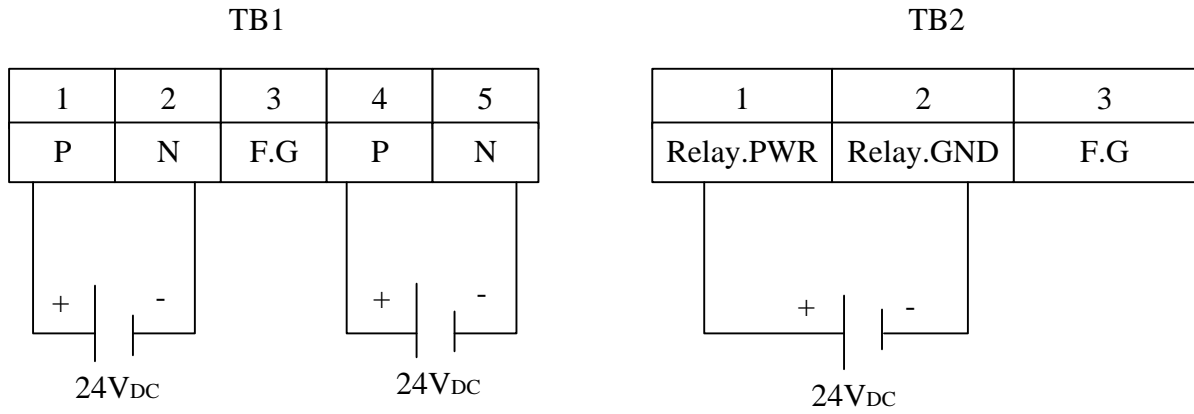 TB1 TB2
1 2 3 4 5 1 2 3
P N F.G P N Relay.PWR Relay.GND F.G
+ - + - + -
24VDC 24VDC 24VDC